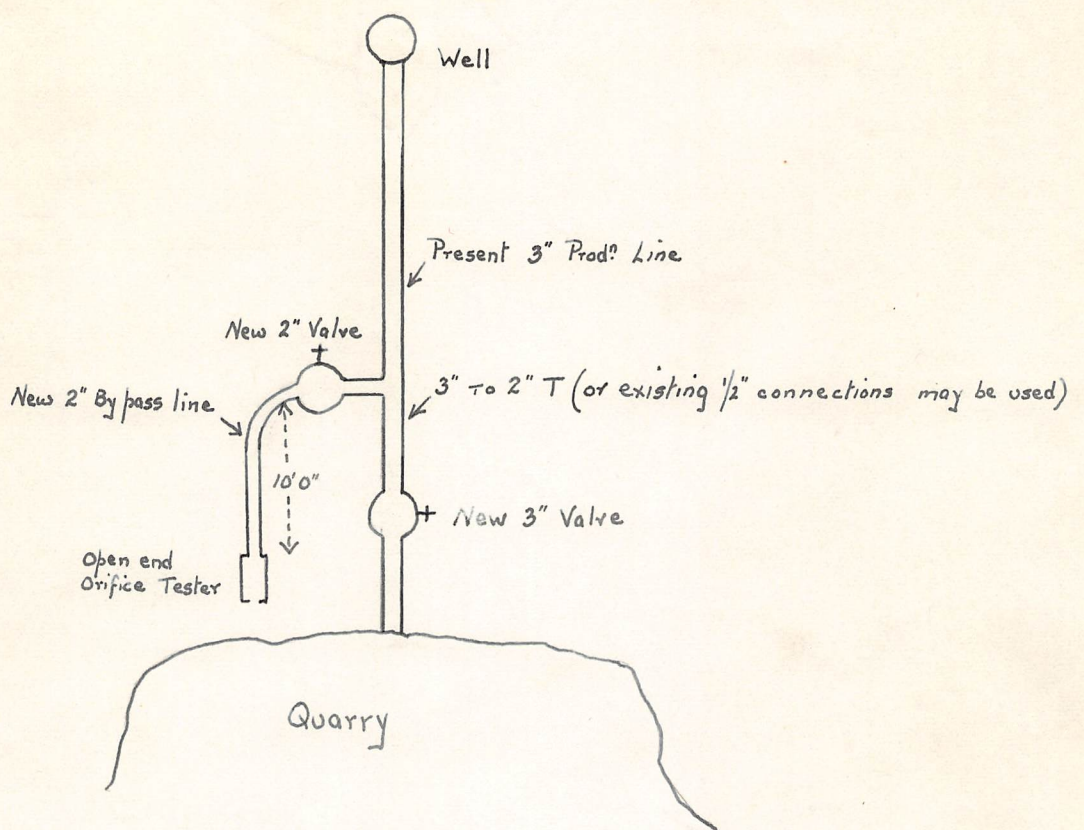 Well
Present 3" Prodⁿ Line
New 2" Valve
3" To 2" T (or existing 1/2" connections may be used)
New 2" By pass line
10'0"
New 3" Valve
Open end
Orifice Tester
Quarry